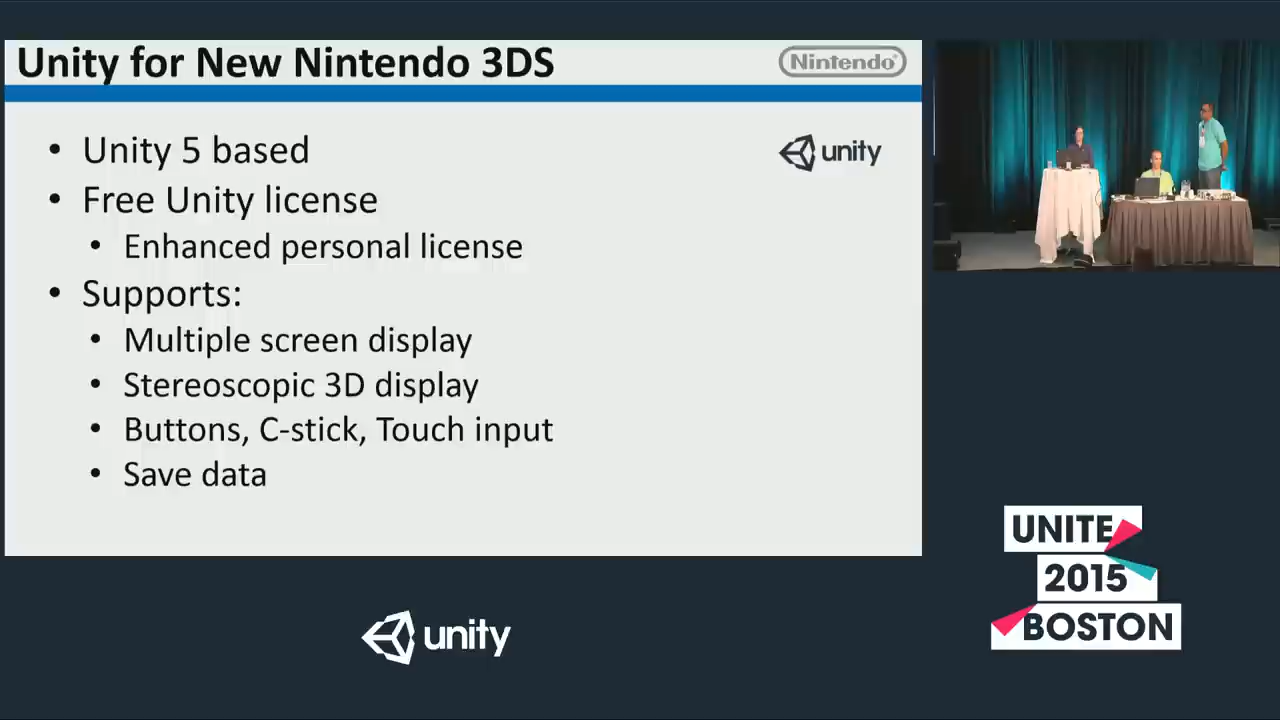 Unity for New Nintendo 3DS
Nintendo
unity
• Unity 5 based
• Free Unity license
• Enhanced personal license
• Supports:
• Multiple screen display
• Stereoscopic 3D display
• Buttons, C-stick, Touch input
• Save data
unity
UNITE
2015
BOSTON